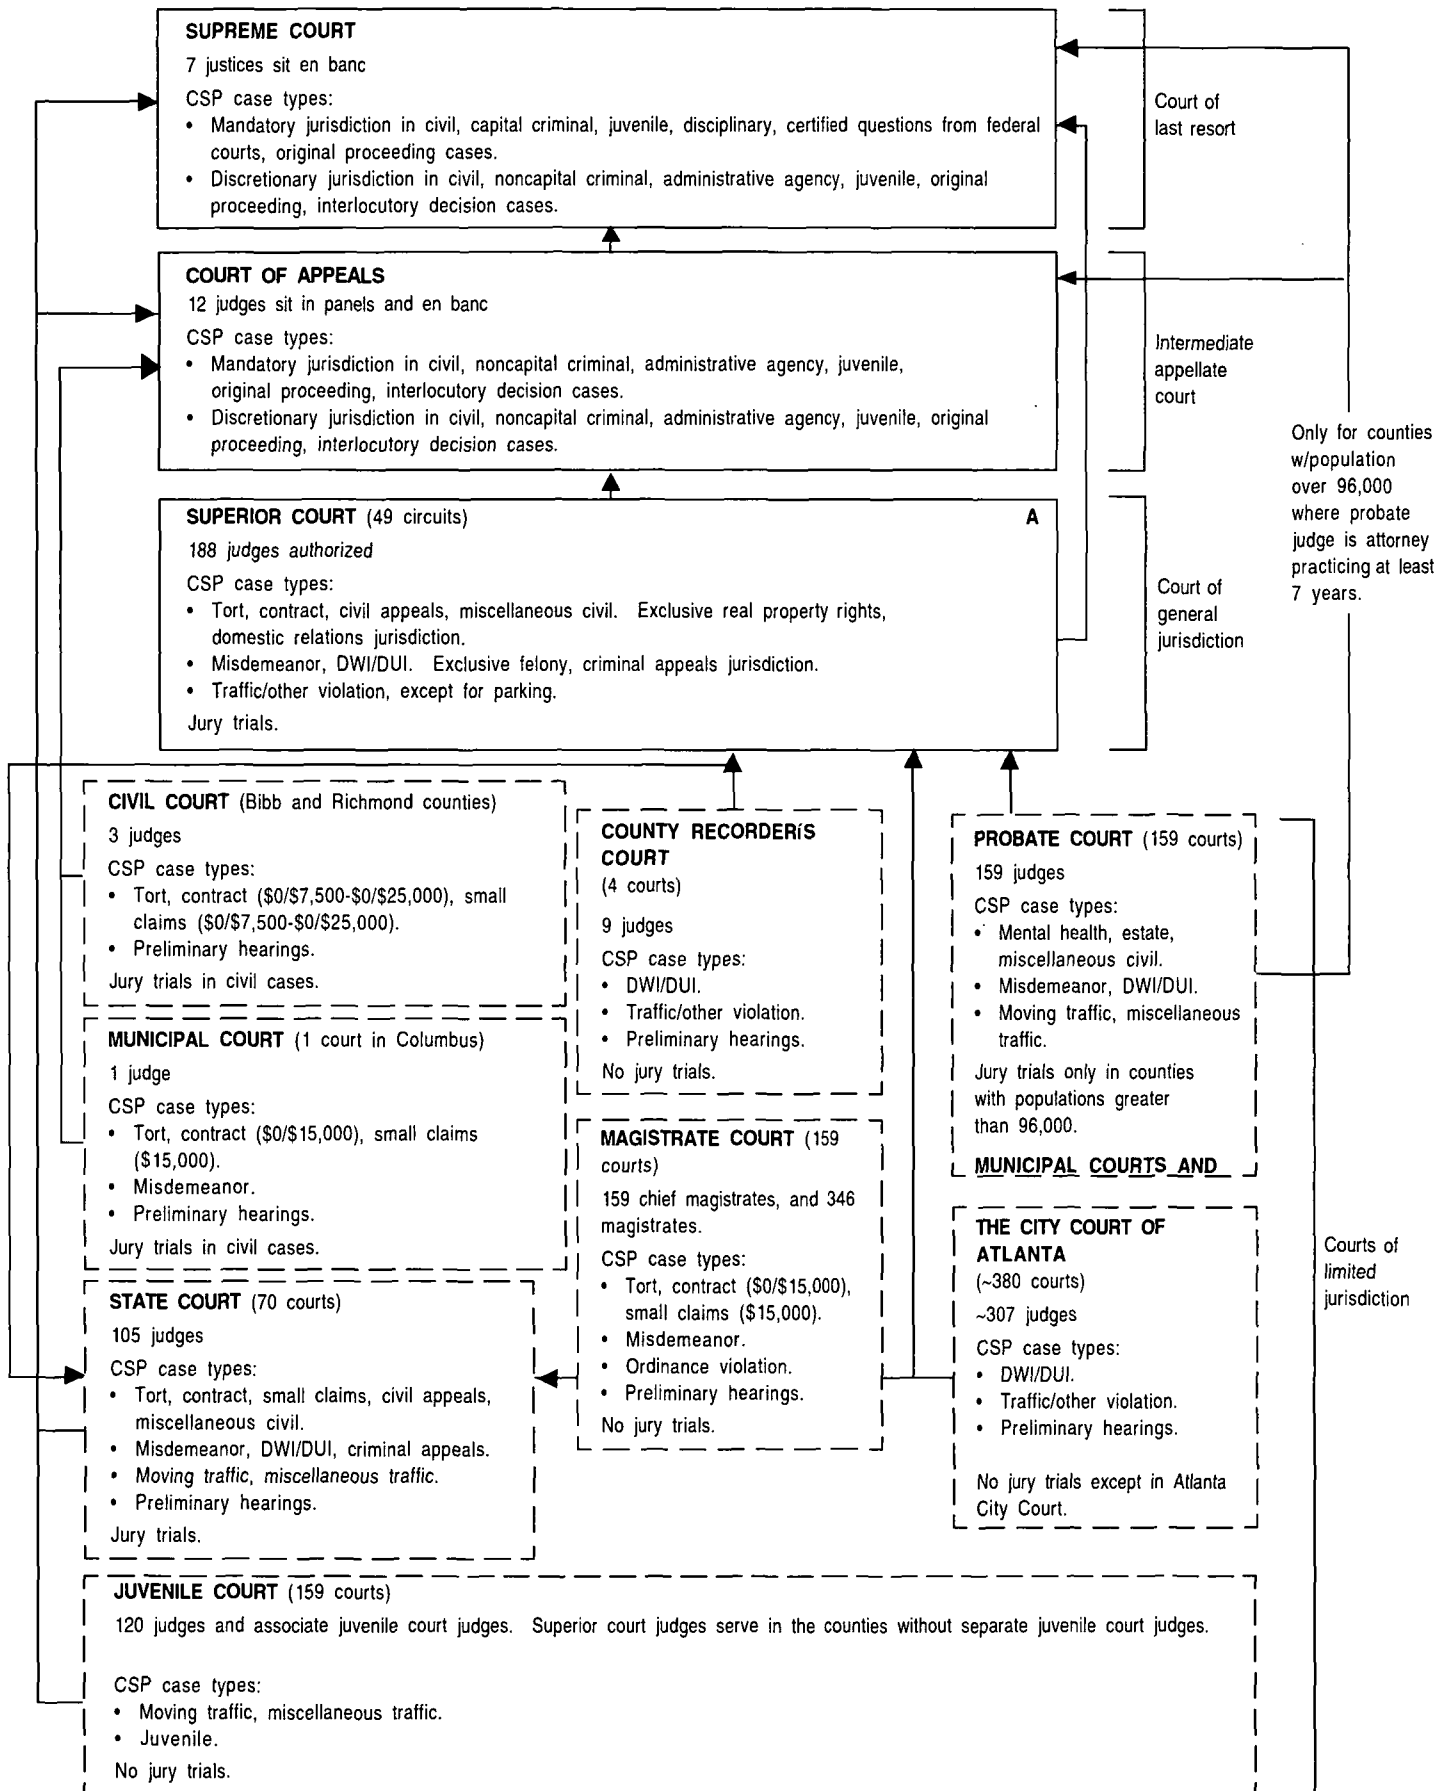 SUPREME COURT
7 justices sit en banc
CSP case types:
• Mandatory jurisdiction in civil, capital criminal, juvenile, disciplinary, certified questions from federal
courts, original proceeding cases.
• Discretionary jurisdiction in civil, noncapital criminal, administrative agency, juvenile, original
proceeding, interlocutory decision cases.
Court of
last resort
COURT OF APPEALS
12 judges sit in panels and en banc
CSP case types:
• Mandatory jurisdiction in civil, noncapital criminal, administrative agency, juvenile,
original proceeding, interlocutory decision cases.
• Discretionary jurisdiction in civil, noncapital criminal, administrative agency, juvenile, original
proceeding, interlocutory decision cases.
Intermediate
appellate
court
Only for counties
w/population
over 96,000
where probate
judge is attorney
practicing at least
7 years.
SUPERIOR COURT (49 circuits) A
188 judges authorized
CSP case types:
• Tort, contract, civil appeals, miscellaneous civil. Exclusive real property rights,
domestic relations jurisdiction.
• Misdemeanor, DWI/DUI. Exclusive felony, criminal appeals jurisdiction.
• Traffic/other violation, except for parking.
Jury trials.
Court of
general
jurisdiction
CIVIL COURT (Bibb and Richmond counties)
3 judges
CSP case types:
• Tort, contract ($0/$7,500-$0/$25,000), small
claims ($0/$7,500-$0/$25,000).
• Preliminary hearings.
Jury trials in civil cases.
MUNICIPAL COURT (1 court in Columbus)
1 judge
CSP case types:
• Tort, contract ($0/$15,000), small claims
($15,000).
• Misdemeanor.
• Preliminary hearings.
Jury trials in civil cases.
STATE COURT (70 courts)
105 judges
CSP case types:
• Tort, contract, small claims, civil appeals,
miscellaneous civil.
• Misdemeanor, DWI/DUI, criminal appeals.
• Moving traffic, miscellaneous traffic.
• Preliminary hearings.
Jury trials.
COUNTY RECORDERíS
COURT
(4 courts)
9 judges
CSP case types:
• DWI/DUI.
• Traffic/other violation.
• Preliminary hearings.
No jury trials.
MAGISTRATE COURT (159
courts)
159 chief magistrates, and 346
magistrates.
CSP case types:
• Tort, contract ($0/$15,000),
small claims ($15,000).
• Misdemeanor.
• Ordinance violation.
• Preliminary hearings.
No jury trials.
PROBATE COURT (159 courts)
159 judges
CSP case types:
• Mental health, estate,
miscellaneous civil.
• Misdemeanor, DWI/DUI.
• Moving traffic, miscellaneous
traffic.
Jury trials only in counties
with populations greater
than 96,000.
MUNICIPAL COURTS AND
THE CITY COURT OF
ATLANTA
(~380 courts)
~307 judges
CSP case types:
• DWI/DUI.
• Traffic/other violation.
• Preliminary hearings.
No jury trials except in Atlanta
City Court.
Courts of
limited
jurisdiction
JUVENILE COURT (159 courts)
120 judges and associate juvenile court judges. Superior court judges serve in the counties without separate juvenile court judges.
CSP case types:
• Moving traffic, miscellaneous traffic.
• Juvenile.
No jury trials.